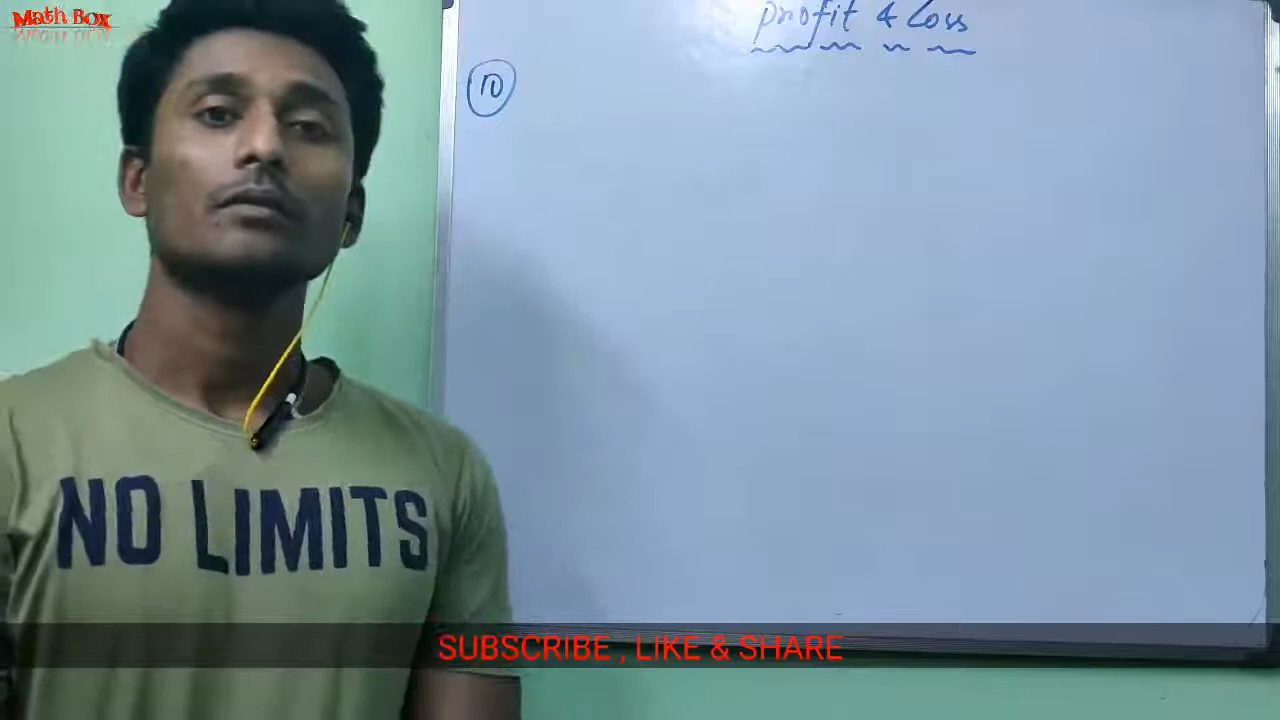 Math Box
Profit & Loss
10
NO LIMITS
SUBSCRIBE , LIKE & SHARE